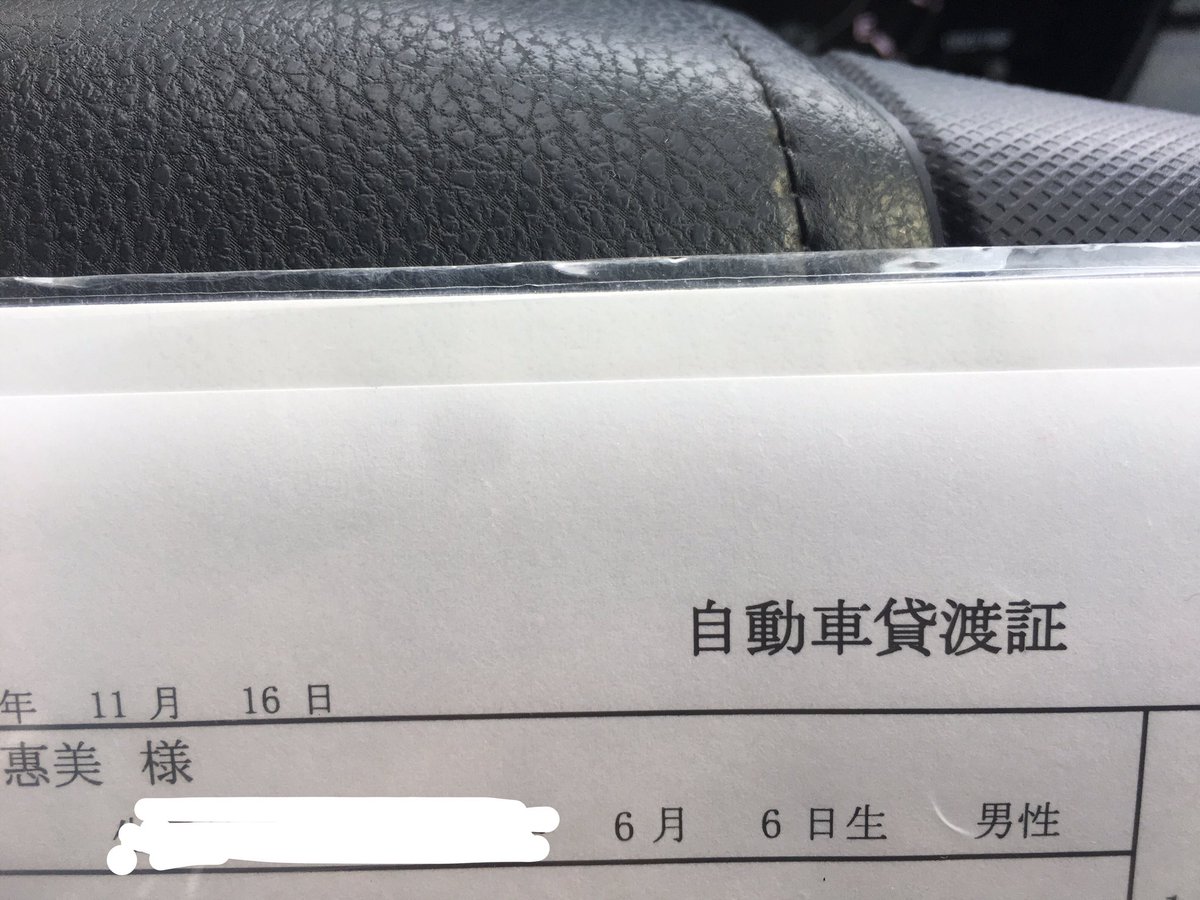 自動車貸渡証
年 11 月 16 日
惠美 様
6 月 6 日生 男性